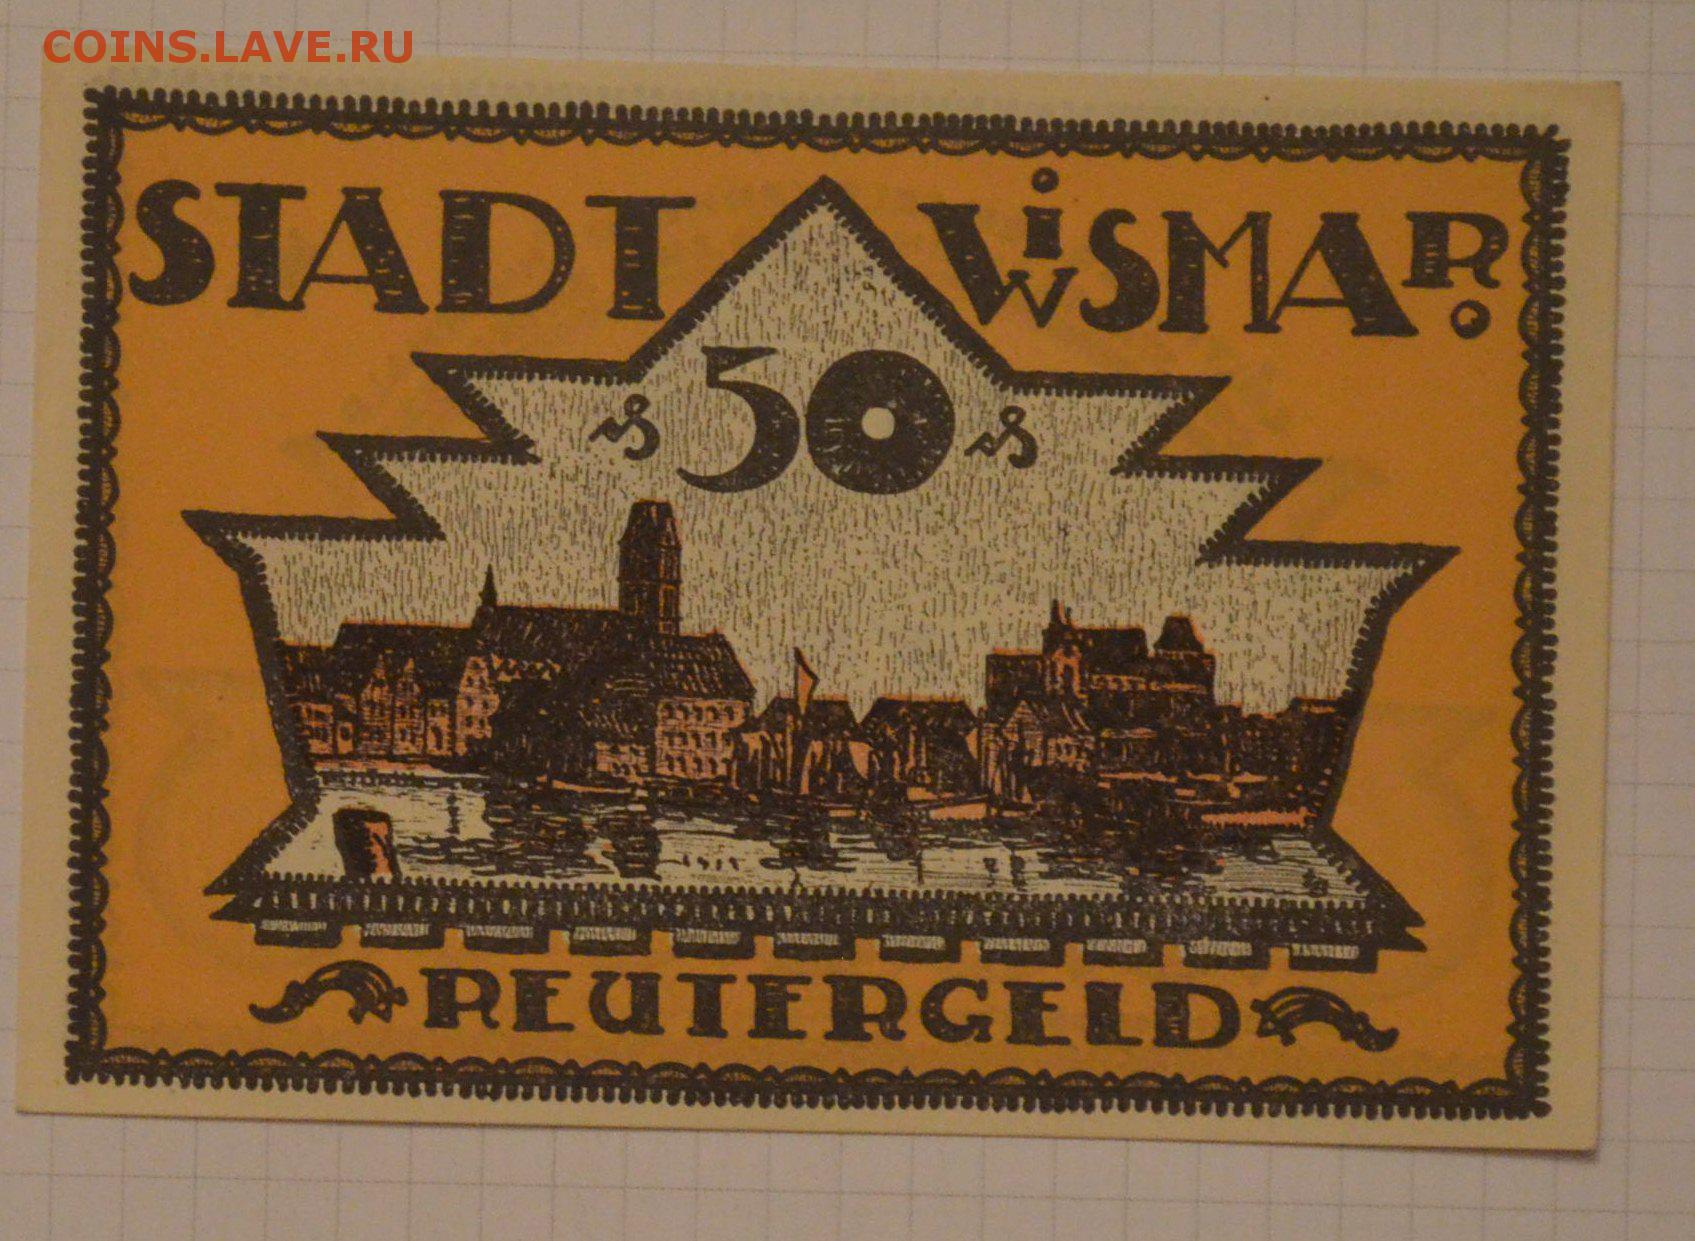 COINS.LAVE.RU
STADT WiSMAR
50
REUTERGELD